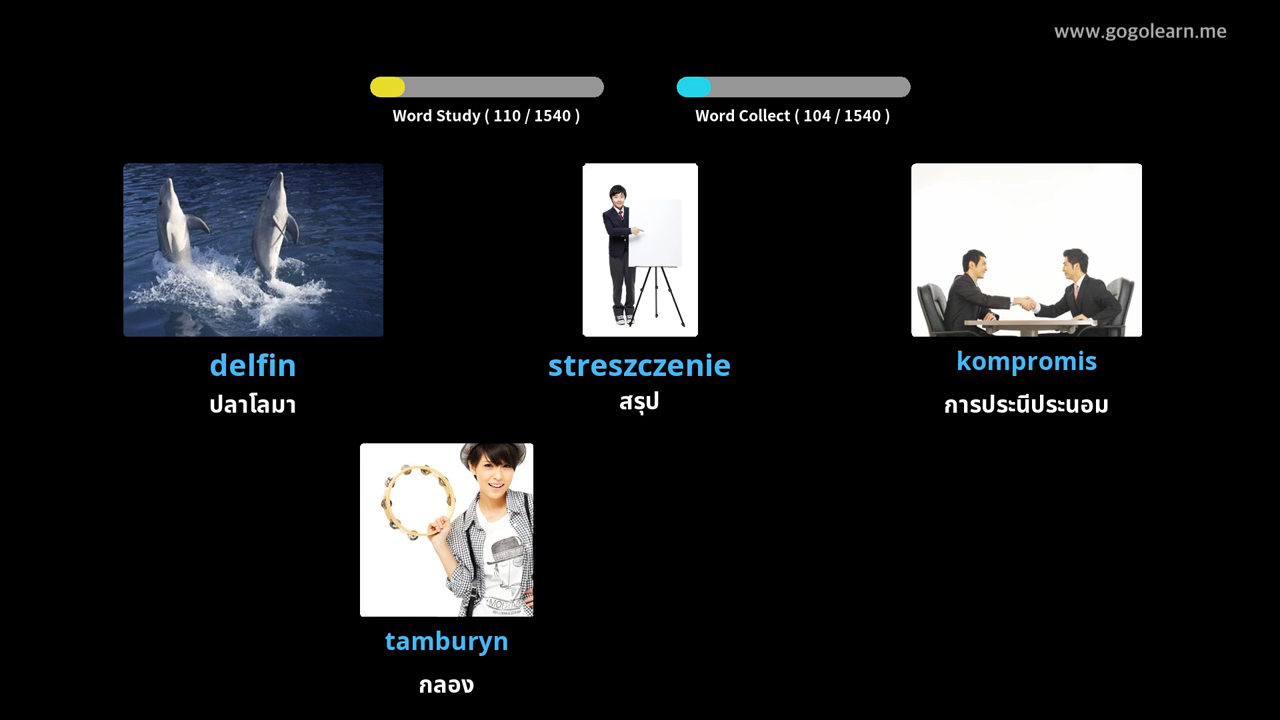 www.gogolearn.me
Word Study ( 110 / 1540 )
Word Collect ( 104 / 1540 )
delfin
ปลาโลมา
streszczenie
สรุป
kompromis
การประนีประนอม
tamburyn
กลอง